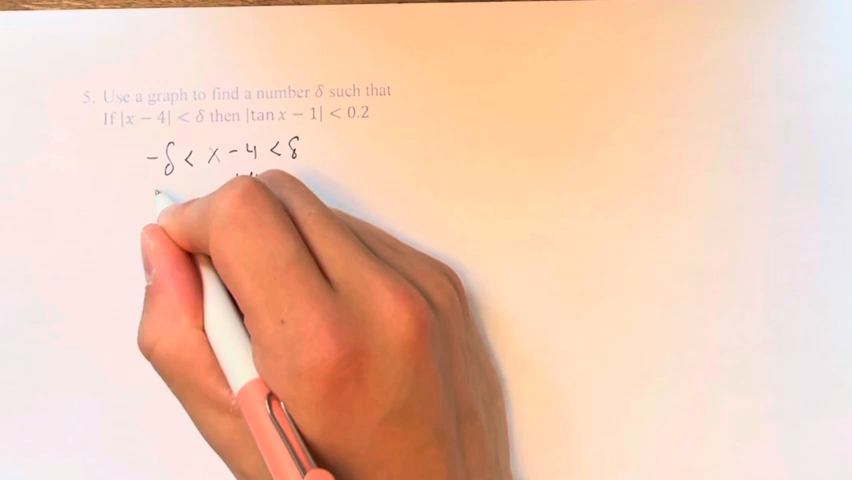 5. Use a graph to find a number δ such that
If |x − 4| < δ then |tan x − 1| < 0.2
-δ < x - 4 < δ